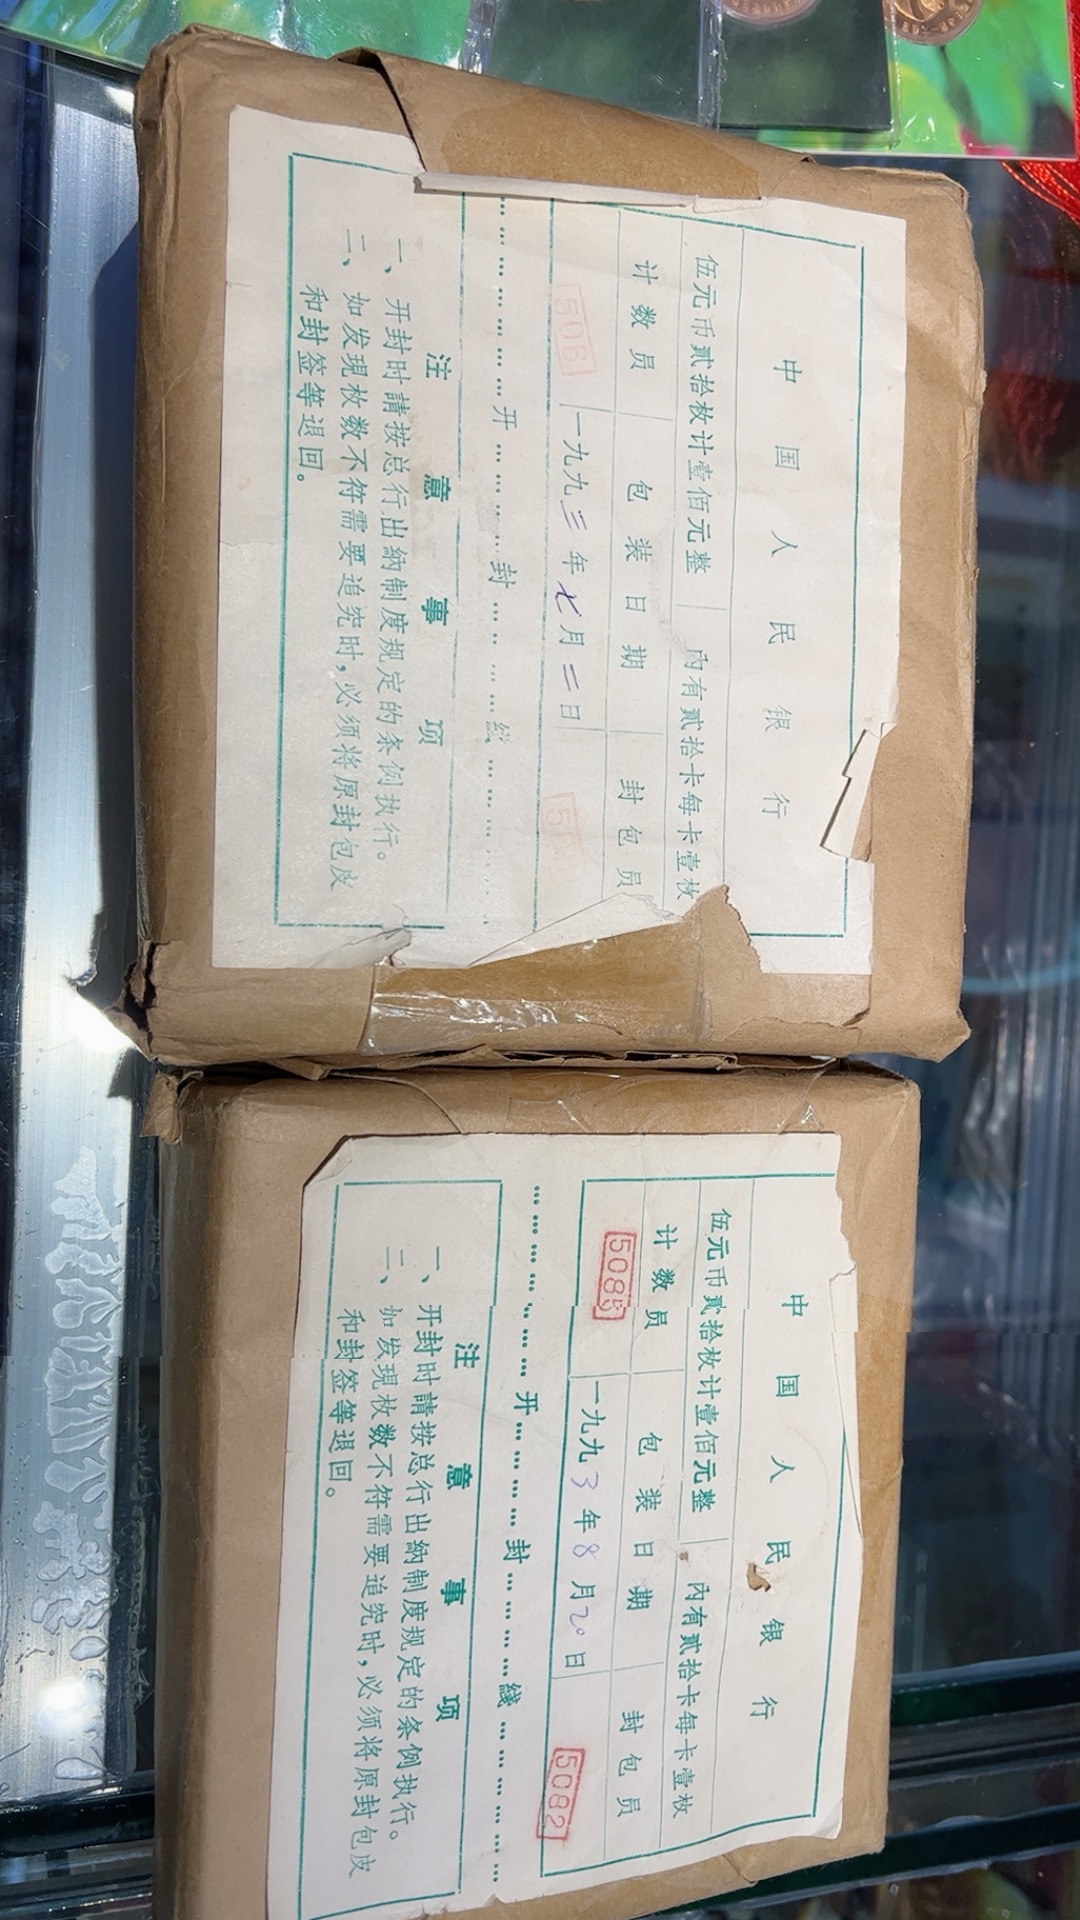 中国人民银行
伍元币贰拾枚计壹佰元整 內有贰拾卡每卡壹枚
计数员 包装日期 封包员
506 一九九三年七月二日
开封线
注意事项
一、开封时請按总行出納制度规定的条例执行。
二、如发现枚数不符需要追究时,必须将原封包皮
和封签等退回。
中国人民银行
伍元币贰拾枚计壹佰元整 內有贰拾卡每卡壹枚
计数员 包装日期 封包员
5085 一九九3年8月20日 5082
开封綫
注意事项
一、开封时請按总行出納制度规定的条例执行。
二、如发现枚数不符需要追究时,必须将原封包皮
和封签等退回。